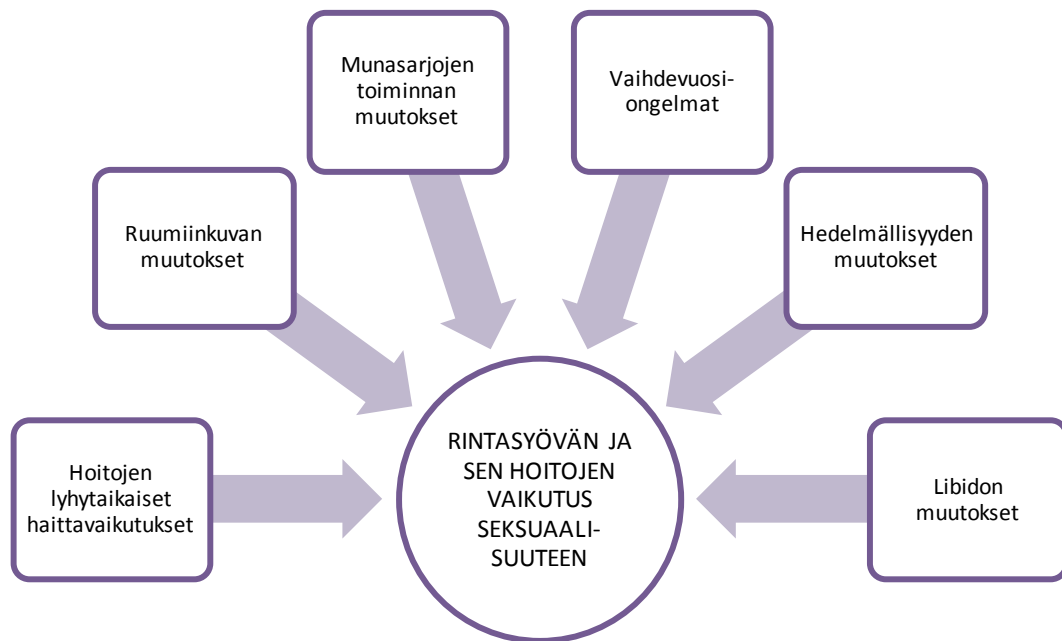 Munasarjojen
toiminnan
muutokset
Vaihdevuosi-
ongelmat
Ruumiinkuvan
muutokset
Hedelmällisyyden
muutokset
Hoitojen
lyhytaikaiset
haittavaikutukset
RINTASYÖVÄN JA
SEN HOITOJEN
VAIKUTUS
SEKSUAALI-
SUUTEEN
Libidon
muutokset